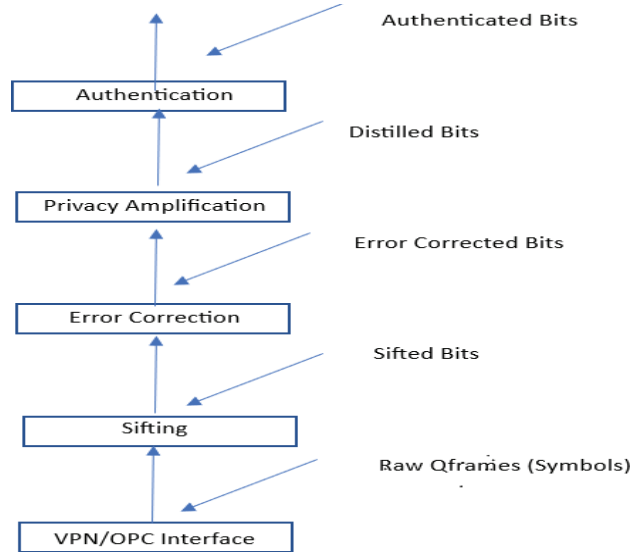 Authenticated Bits
Authentication
Distilled Bits
Privacy Amplification
Error Corrected Bits
Error Correction
Sifted Bits
Sifting
Raw Qframes (Symbols)
VPN/OPC Interface